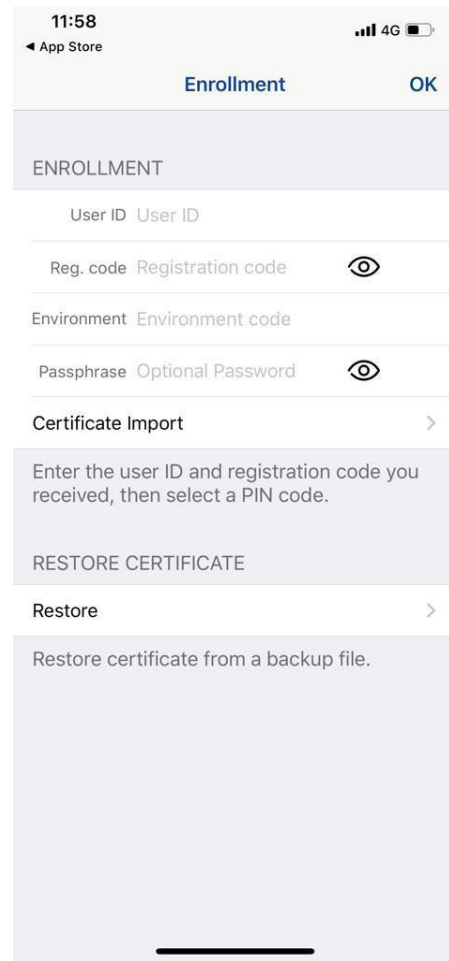 11:58
4G
◄ App Store
Enrollment OK
ENROLLMENT
User ID User ID
Reg. code Registration code
Environment Environment code
Passphrase Optional Password
Certificate Import
Enter the user ID and registration code you
received, then select a PIN code.
RESTORE CERTIFICATE
Restore
Restore certificate from a backup file.